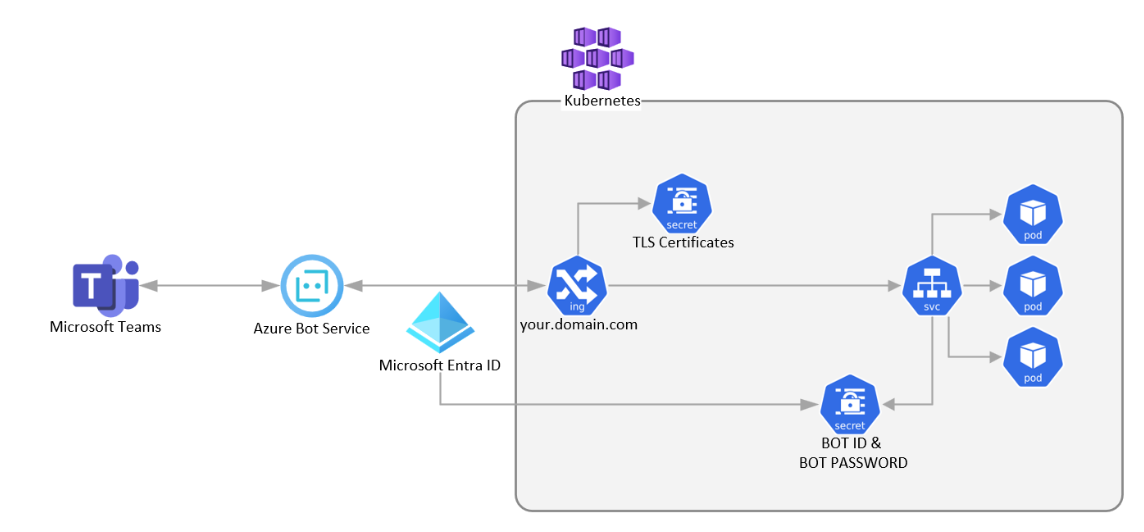 Kubernetes
secret
TLS Certificates
pod
T
Microsoft Teams
Azure Bot Service
Microsoft Entra ID
ing
your.domain.com
svc
pod
pod
secret
BOT ID &
BOT PASSWORD